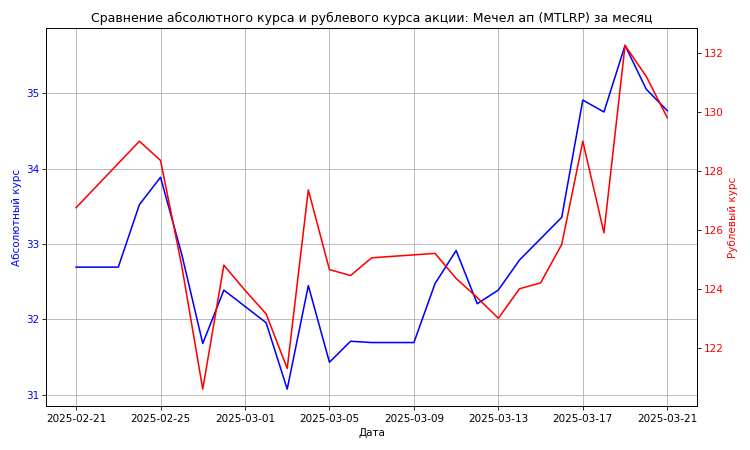 Сравнение абсолютного курса и рублевого курса акции: Мечел ап (MTLRP) за месяц
Абсолютный курс
35
34
33
32
31
132
130
128
126
124
122
Рублевый курс
2025-02-21 2025-02-25 2025-03-01 2025-03-05 2025-03-09 2025-03-13 2025-03-17 2025-03-21
Дата